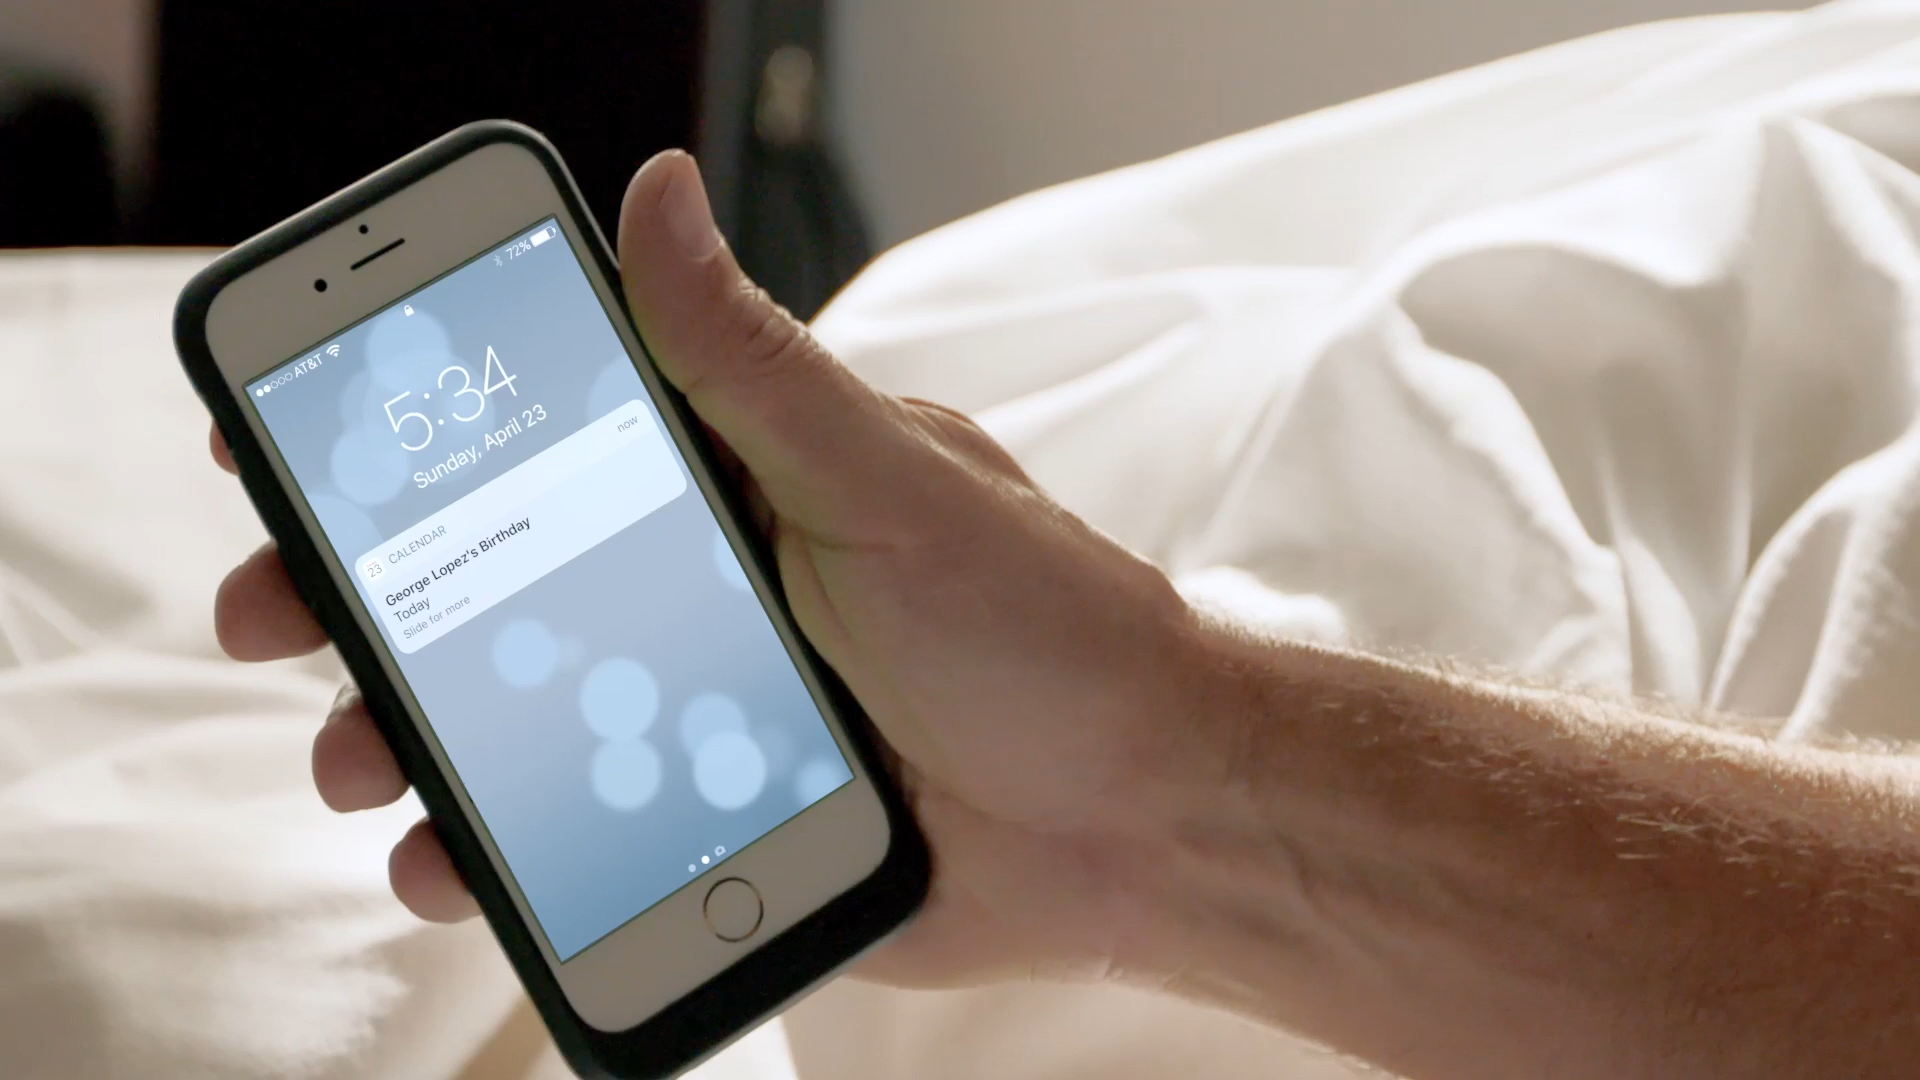 AT&T
72%
5:34
Sunday, April 23
23 CALENDAR now
George Lopez's Birthday
Today
Slide for more